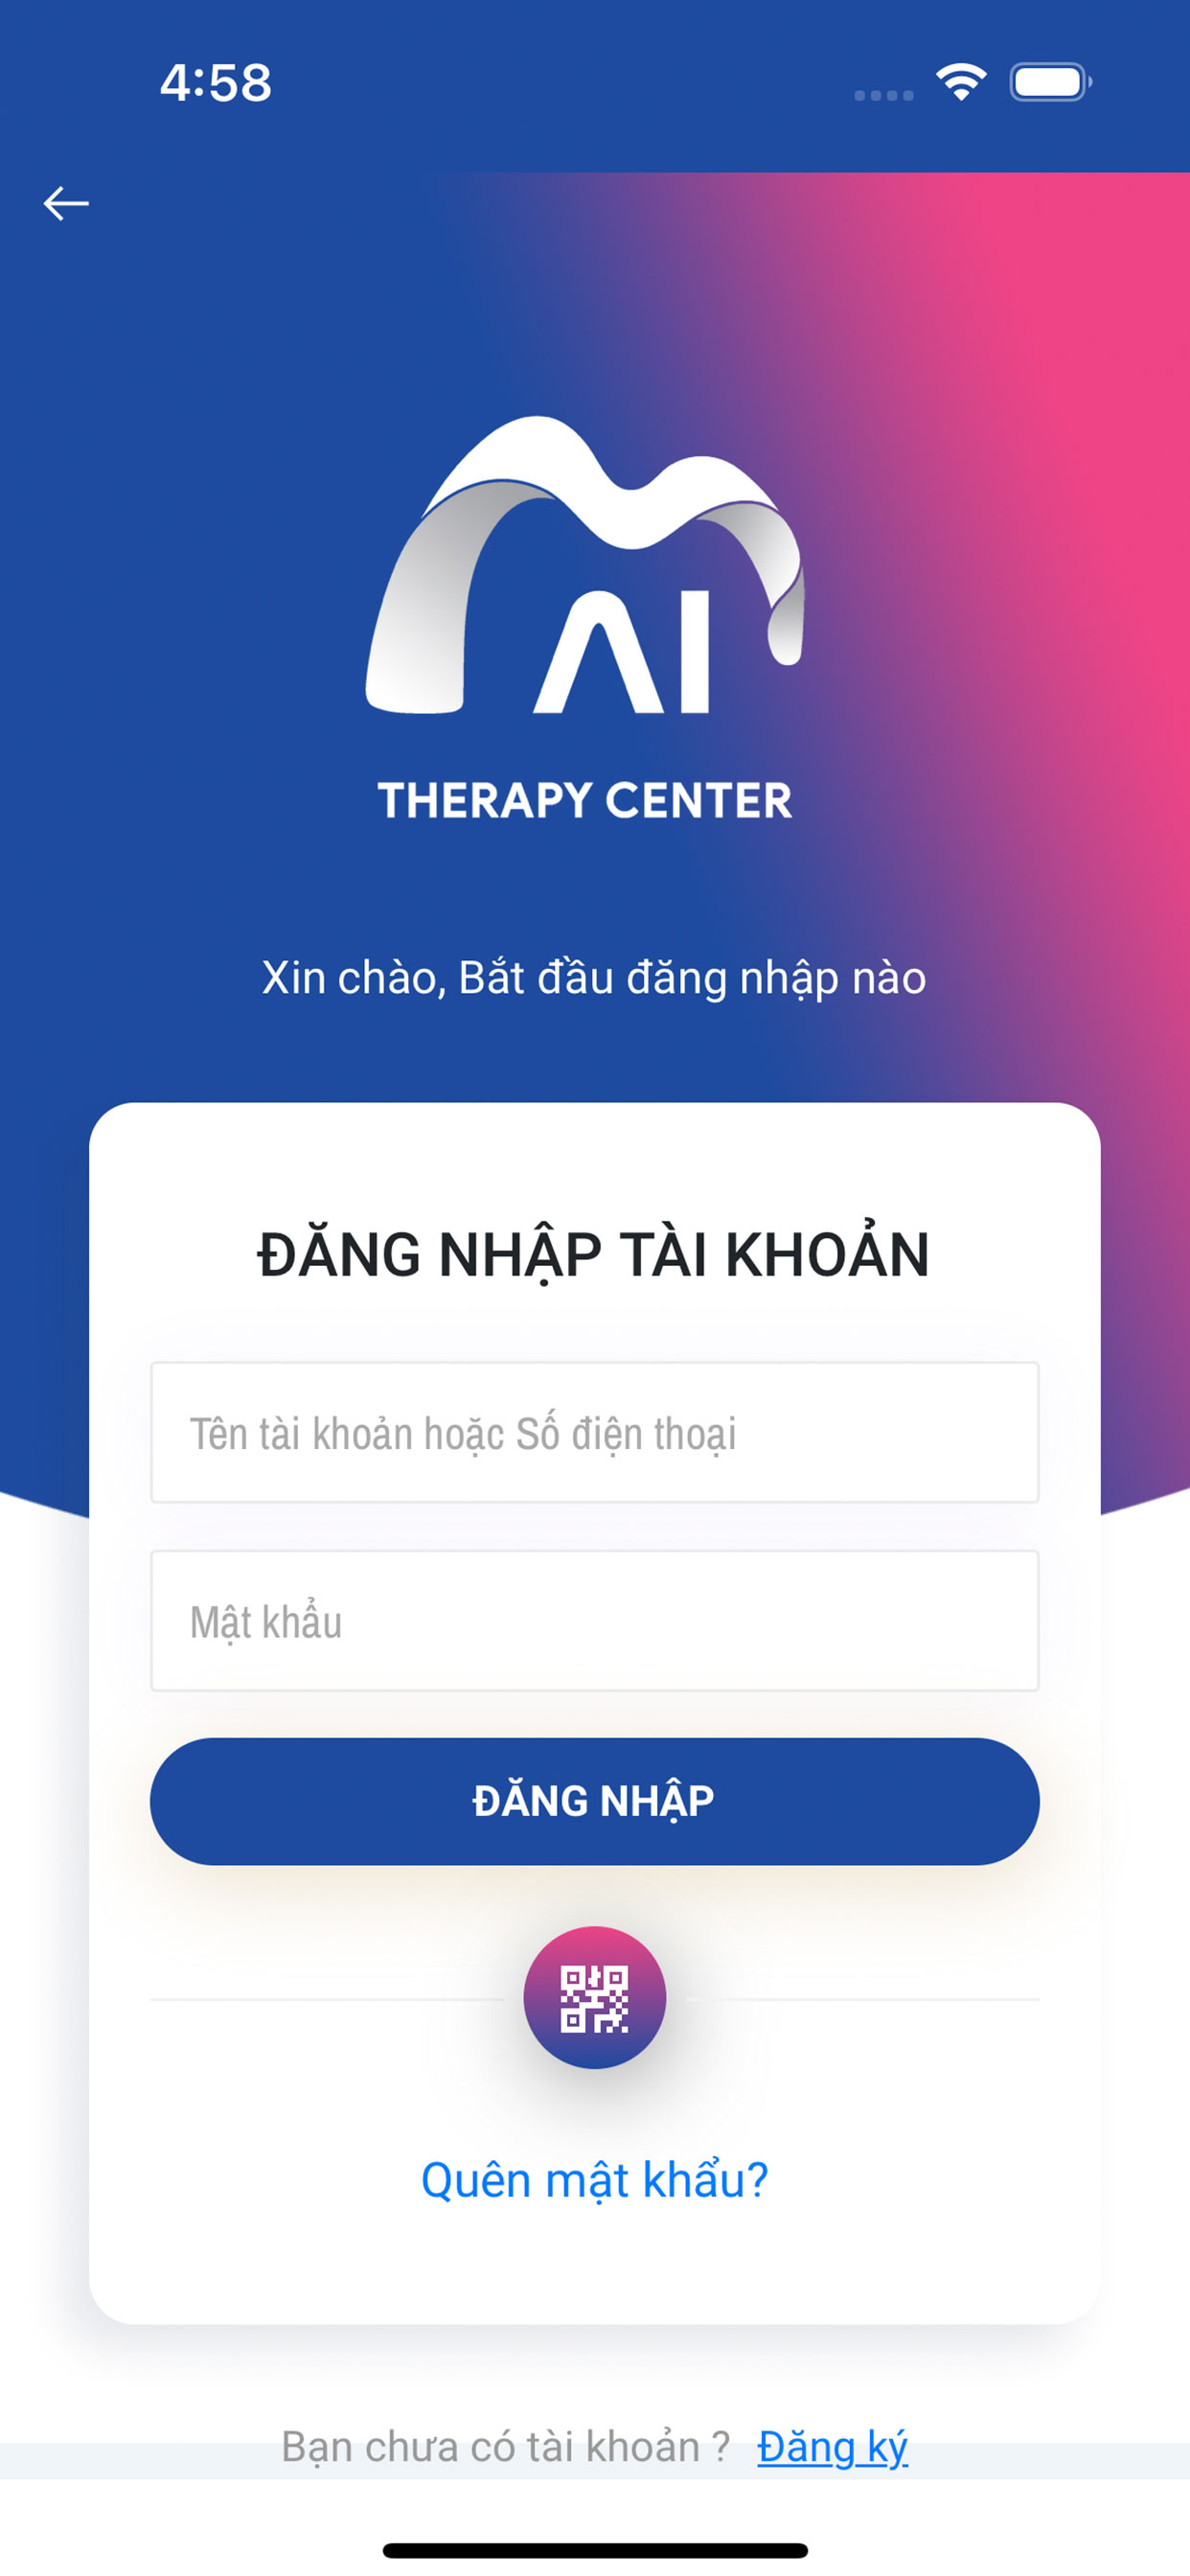 4:58
MAI
THERAPY CENTER
Xin chào, Bắt đầu đăng nhập nào
ĐĂNG NHẬP TÀI KHOẢN
Tên tài khoản hoặc Số điện thoại
Mật khẩu
ĐĂNG NHẬP
Quên mật khẩu?
Bạn chưa có tài khoản ? Đăng ký